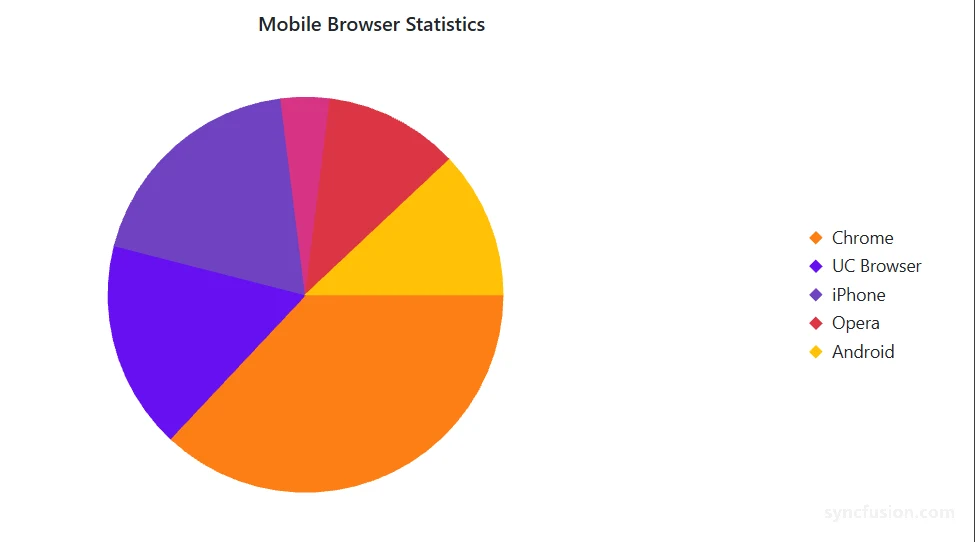 Mobile Browser Statistics
Chrome
UC Browser
iPhone
Opera
Android
syncfusion.com